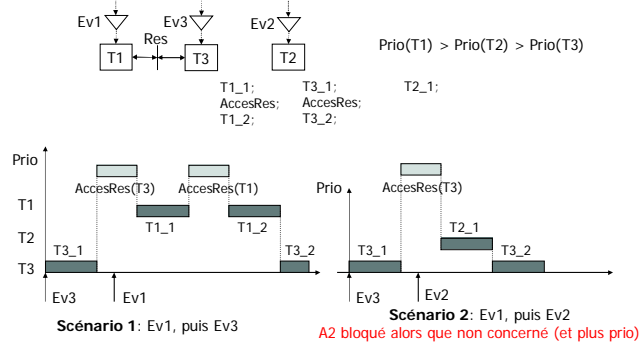 Ev1 Ev3 Ev2
Res
T1 T3 T2
Prio(T1) > Prio(T2) > Prio(T3)
T1_1; T3_1; T2_1;
AccesRes; AccesRes;
T1_2; T3_2;
Prio
AccesRes(T3) AccesRes(T1)
T1
T1_1 T1_2
T2
T3_1 T3_2
T3
Ev3 Ev1
Scénario 1: Ev1, puis Ev3
Prio
AccesRes(T3)
T2_1
T3_1 T3_2
Ev3 Ev2
Scénario 2: Ev1, puis Ev2
A2 bloqué alors que non concerné (et plus prio)